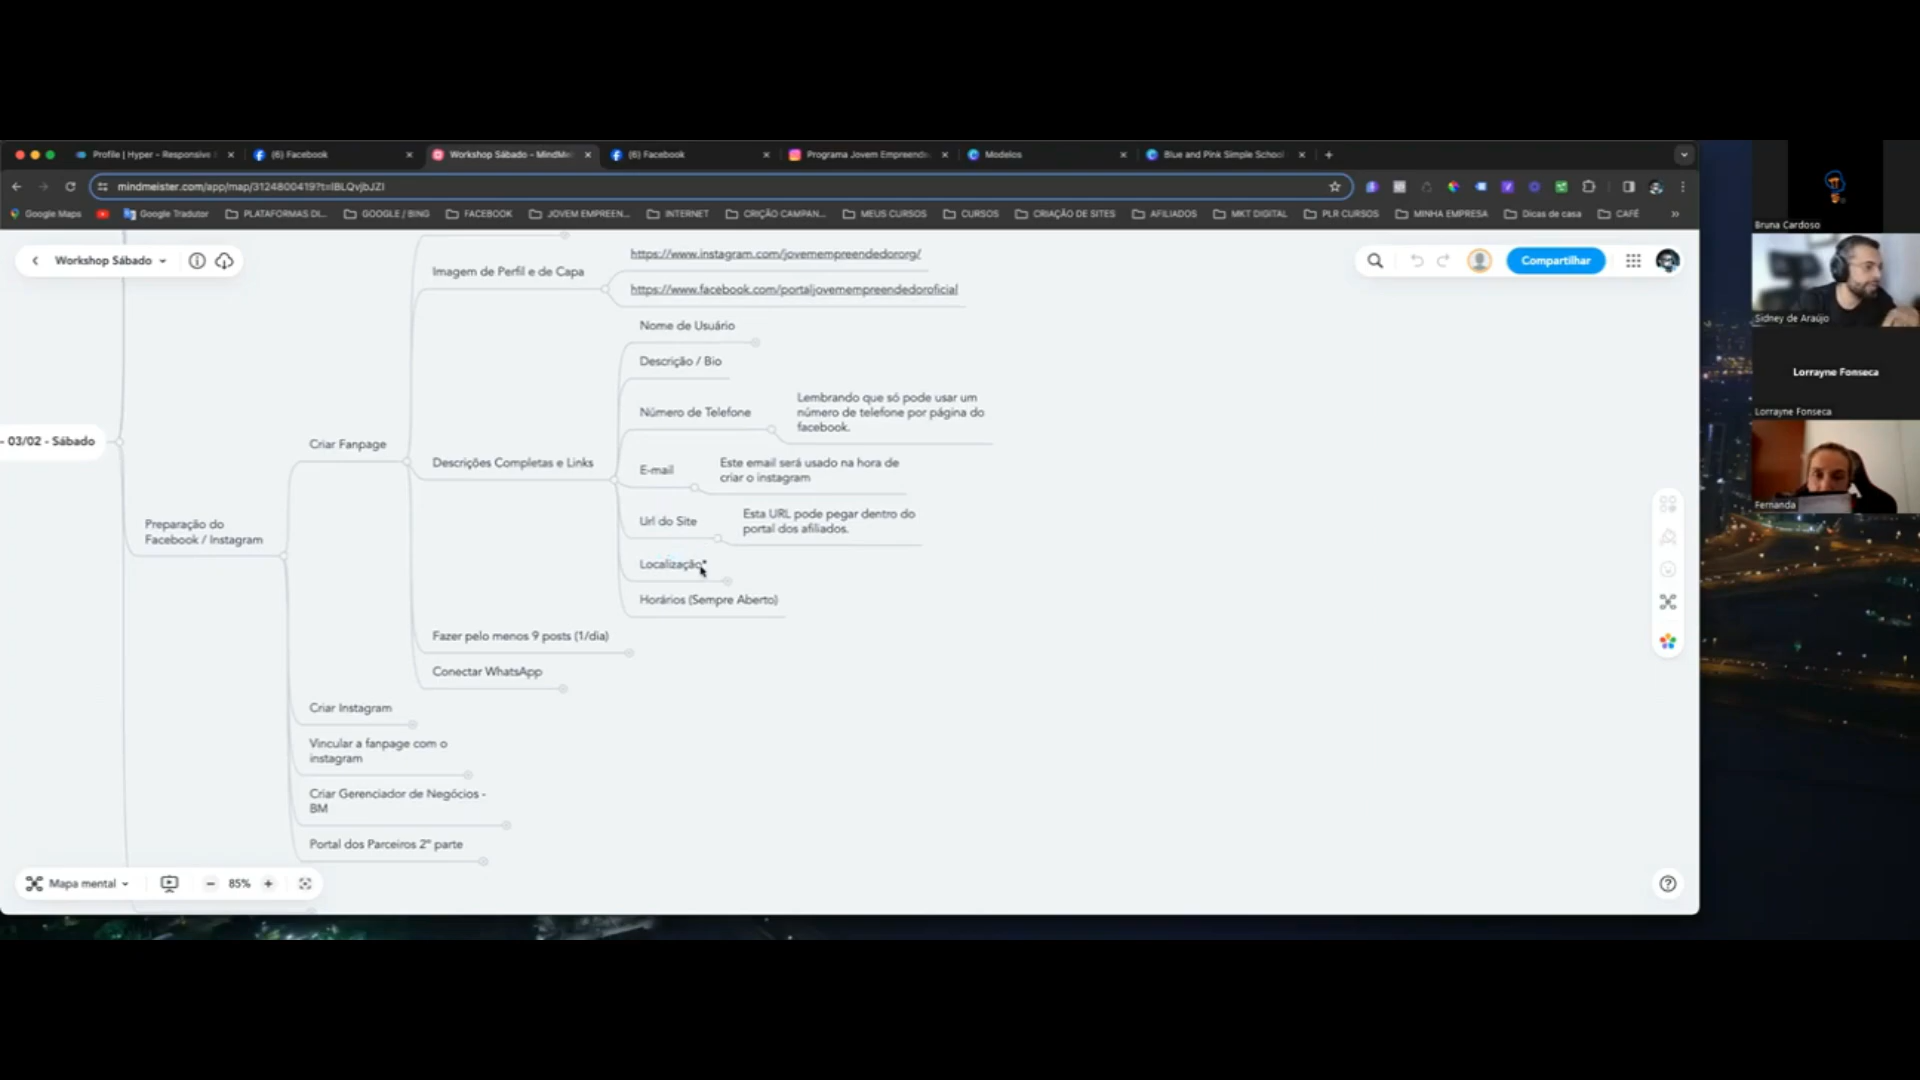 Profile | Hyper - Responsive
(6) Facebook
Workshop Sábado - MindMe
(6) Facebook
Programa Jovem Empreende
Modelos
Blue and Pink Simple School
mindmeister.com/app/map/3124800419?t=IBLQvjbJZI
Google Maps
Google Tradutor
PLATAFORMAS DI...
GOOGLE / BING
FACEBOOK
JOVEM EMPREEN...
INTERNET
CRIÇÃO CAMPAN...
MEUS CURSOS
CURSOS
CRIAÇÃO DE SITES
AFILIADOS
MKT DIGITAL
PLR CURSOS
MINHA EMPRESA
Dicas de casa
CAFÉ
Workshop Sábado
Compartilhar
Imagem de Perfil e de Capa
https://www.instagram.com/jovemempreendedororg/
https://www.facebook.com/portaljovemempreendedoroficial
Nome de Usuário
Descrição / Bio
Número de Telefone
Lembrando que só pode usar um
número de telefone por página do
facebook.
- 03/02 - Sábado
Criar Fanpage
Descrições Completas e Links
E-mail
Este email será usado na hora de
criar o instagram
Url do Site
Esta URL pode pegar dentro do
portal dos afiliados.
Preparação do
Facebook / Instagram
Localização*
Horários (Sempre Aberto)
Fazer pelo menos 9 posts (1/dia)
Conectar WhatsApp
Criar Instagram
Vincular a fanpage com o
instagram
Criar Gerenciador de Negócios -
BM
Portal dos Parceiros 2º parte
Mapa mental
85%
Bruna Cardoso
Sidney de Araújo
Lorrayne Fonseca
Lorrayne Fonseca
Fernanda